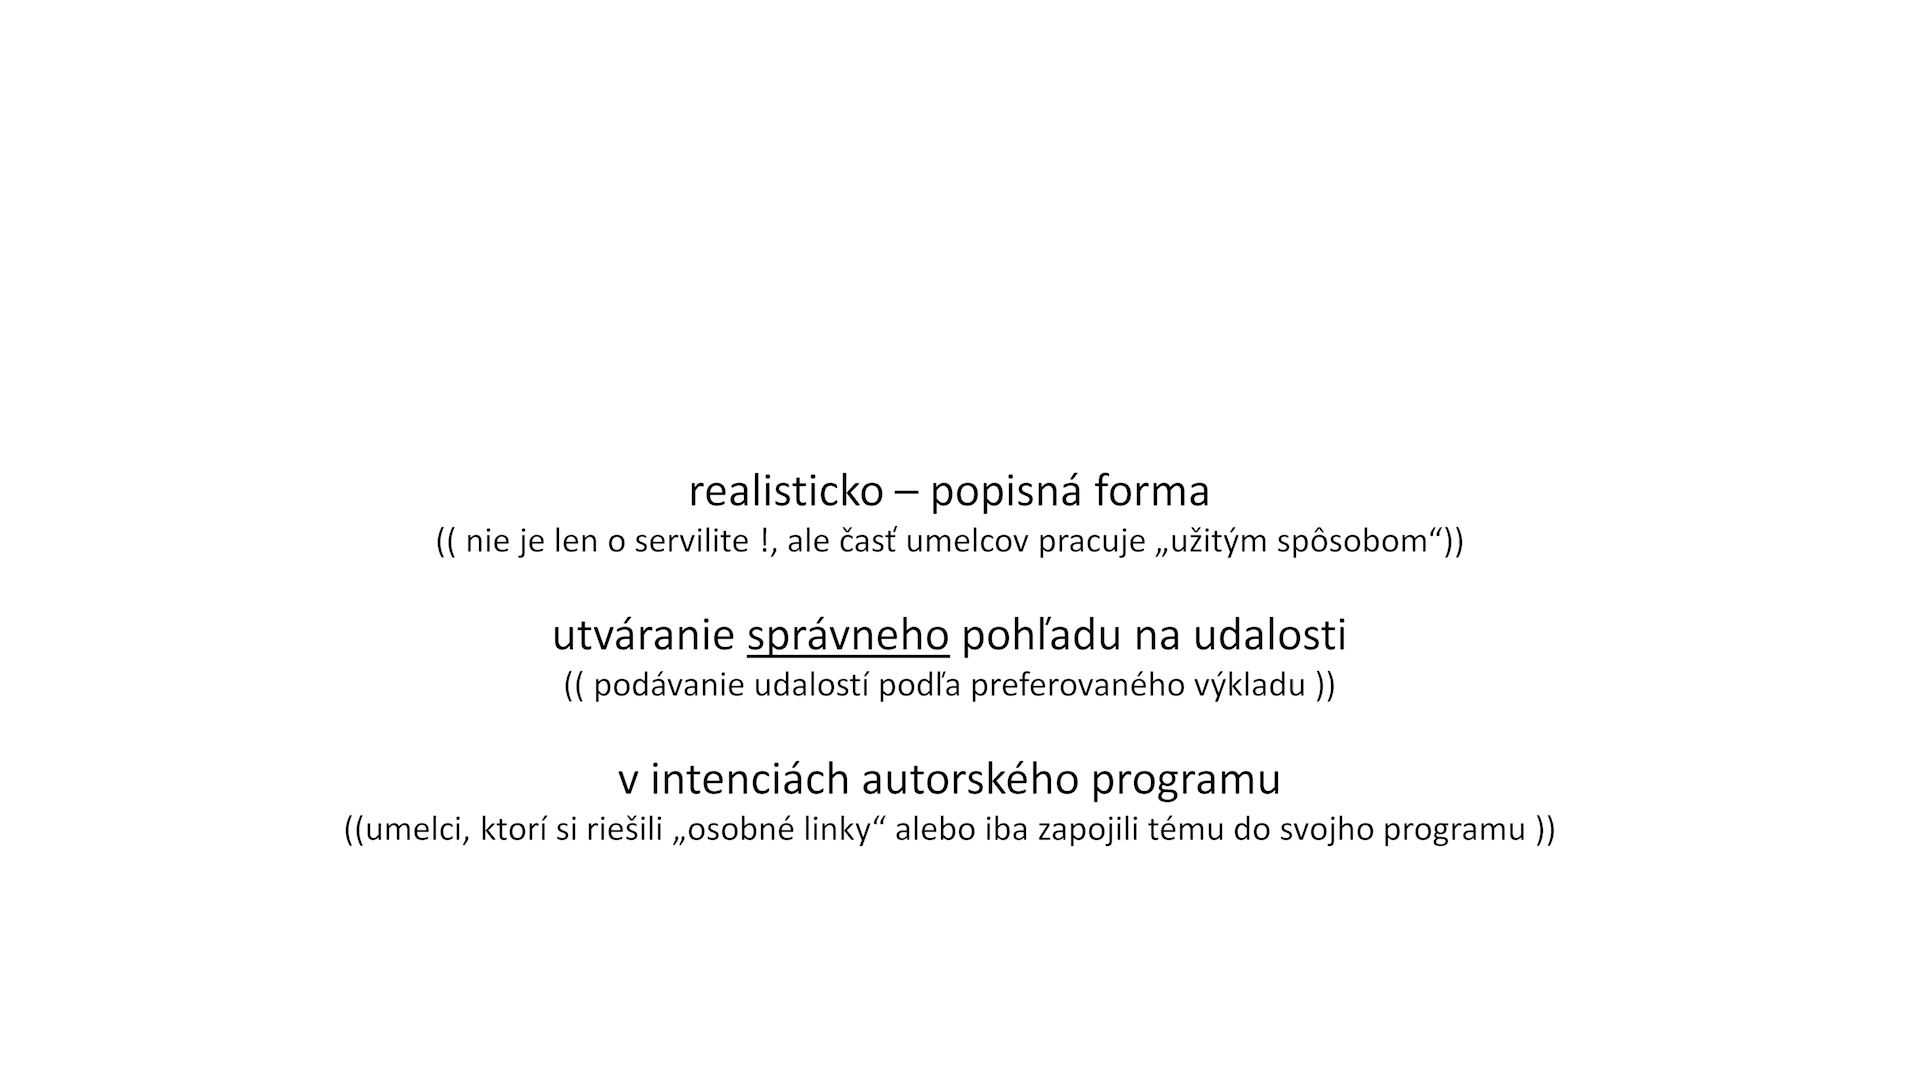 realisticko – popisná forma
(( nie je len o servilite !, ale časť umelcov pracuje „užitým spôsobom“))
utváranie správneho pohľadu na udalosti
(( podávanie udalostí podľa preferovaného výkladu ))
v intenciách autorského programu
((umelci, ktorí si riešili „osobné linky“ alebo iba zapojili tému do svojho programu ))